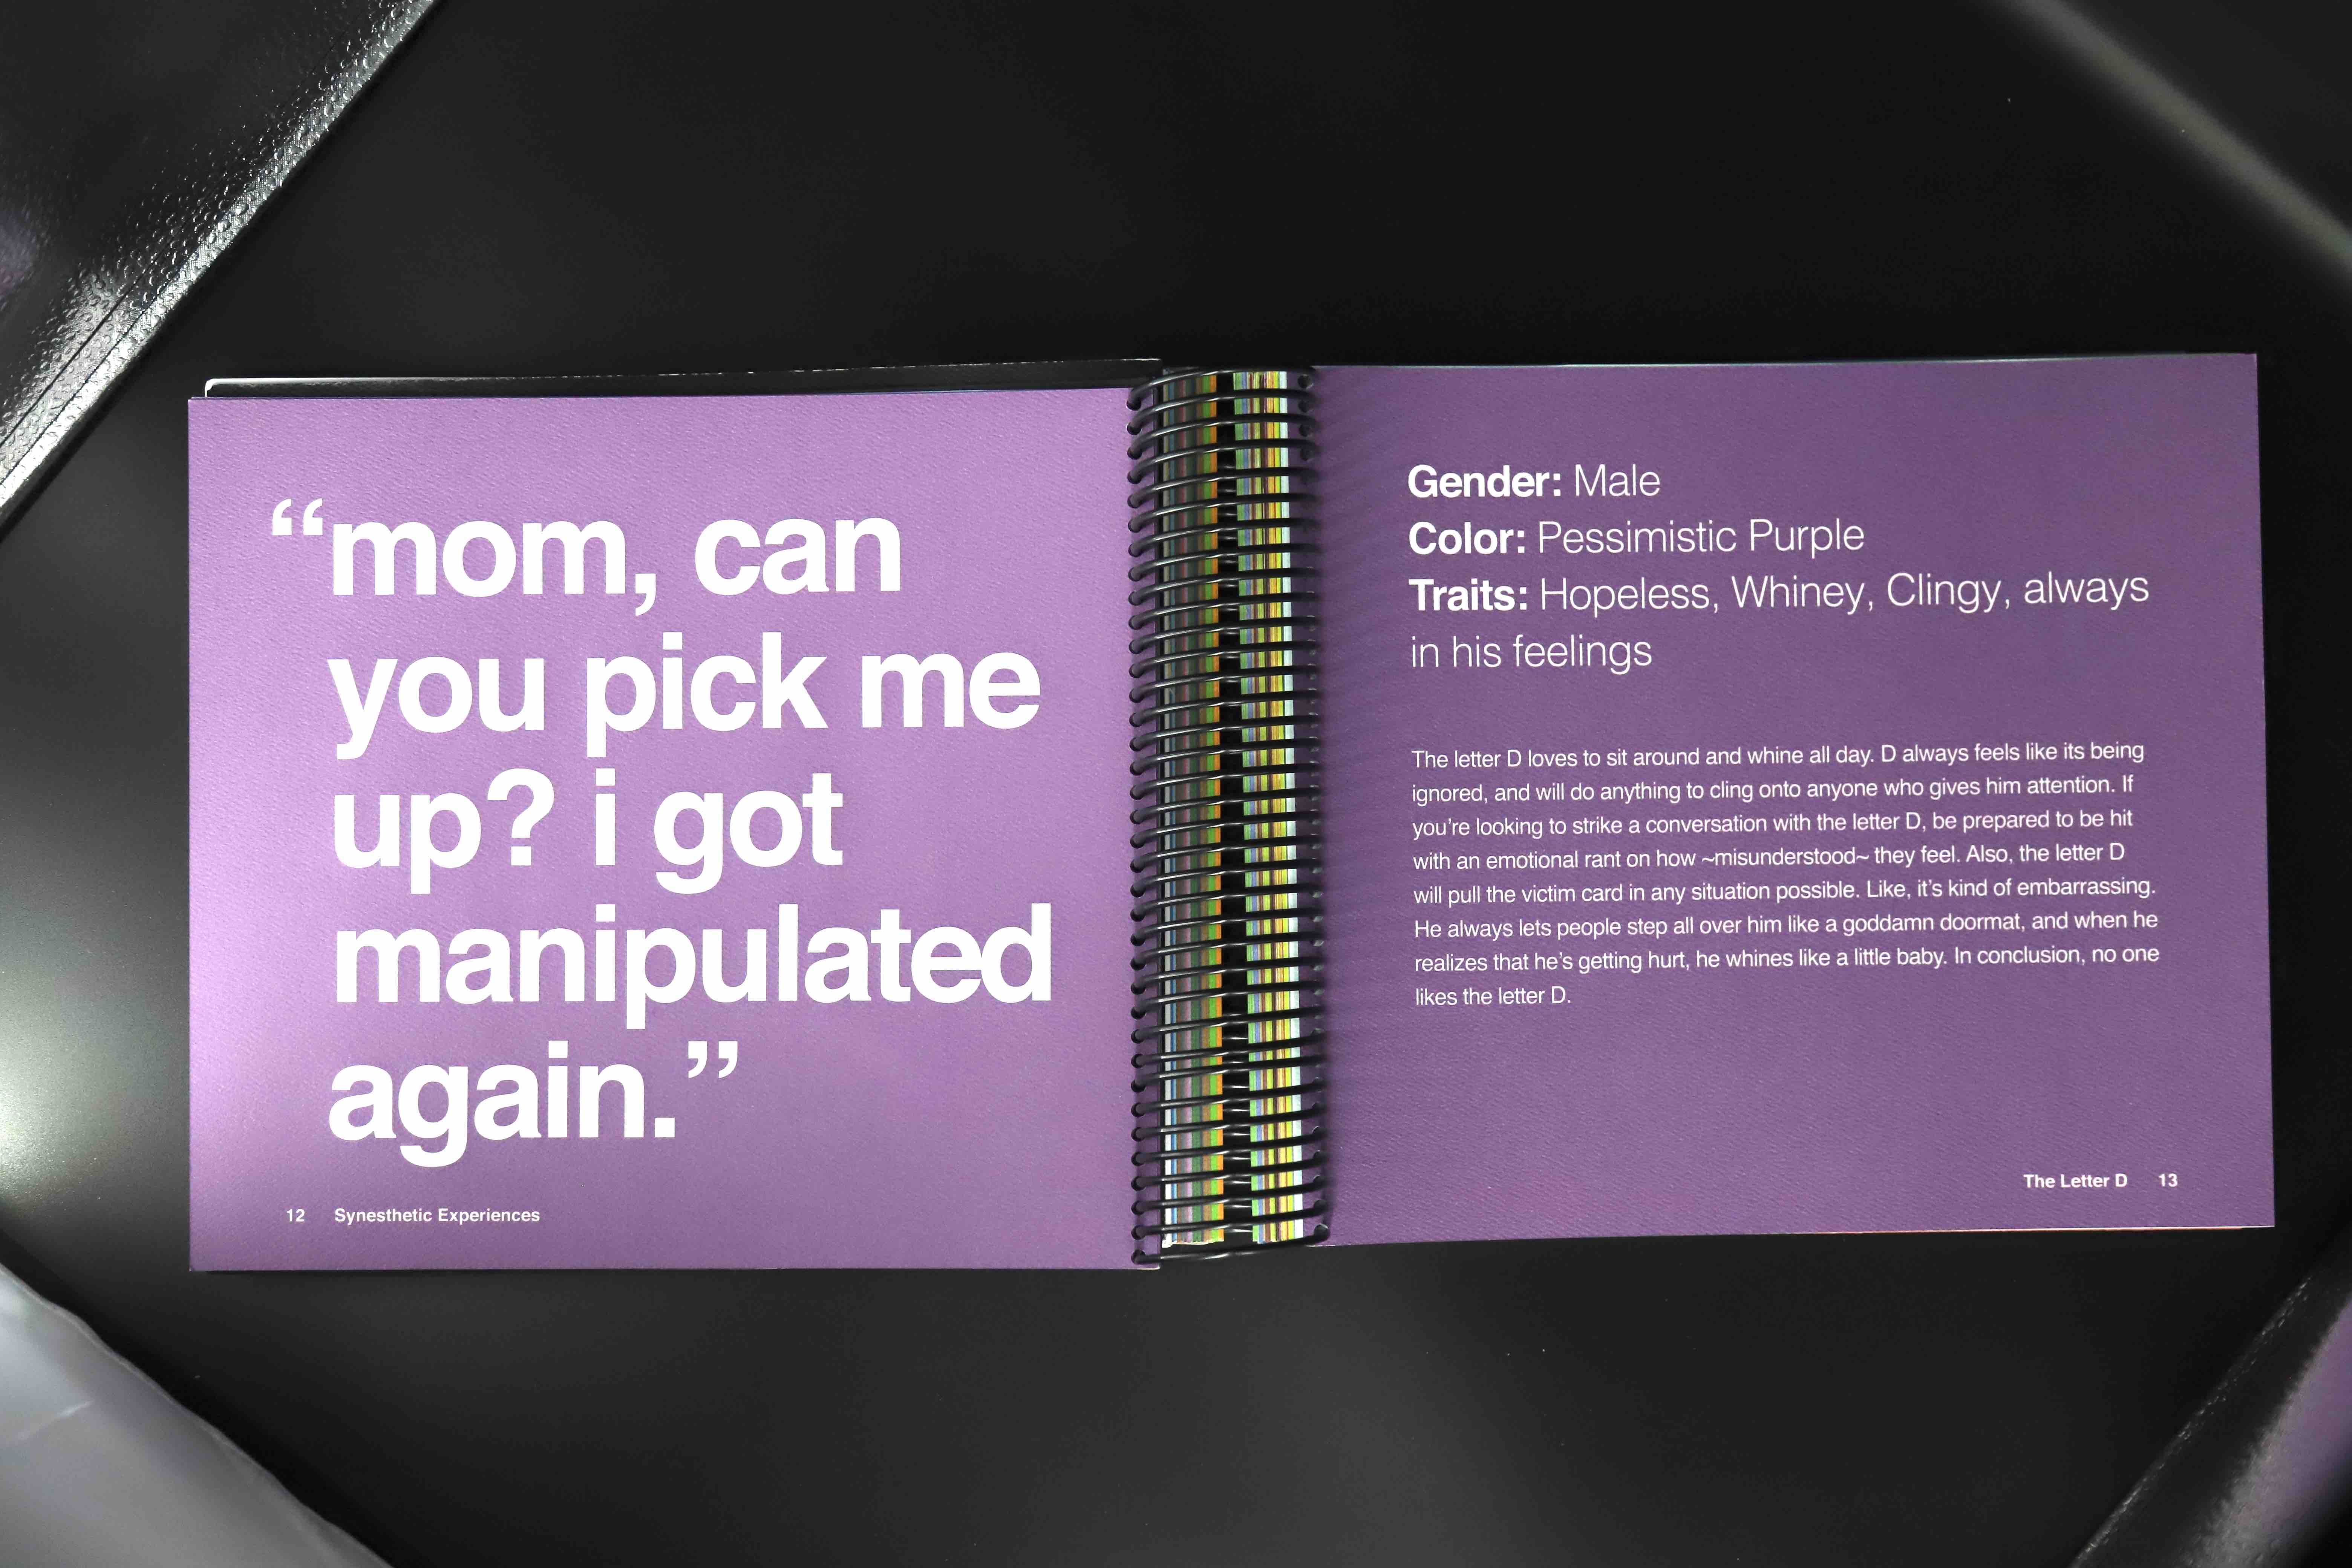 “mom, can
you pick me
up? i got
manipulated
again.”
12 Synesthetic Experiences
Gender: Male
Color: Pessimistic Purple
Traits: Hopeless, Whiney, Clingy, always
in his feelings
The letter D loves to sit around and whine all day. D always feels like its being
ignored, and will do anything to cling onto anyone who gives him attention. If
you’re looking to strike a conversation with the letter D, be prepared to be hit
with an emotional rant on how ~misunderstood~ they feel. Also, the letter D
will pull the victim card in any situation possible. Like, it’s kind of embarrassing.
He always lets people step all over him like a goddamn doormat, and when he
realizes that he’s getting hurt, he whines like a little baby. In conclusion, no one
likes the letter D.
The Letter D 13